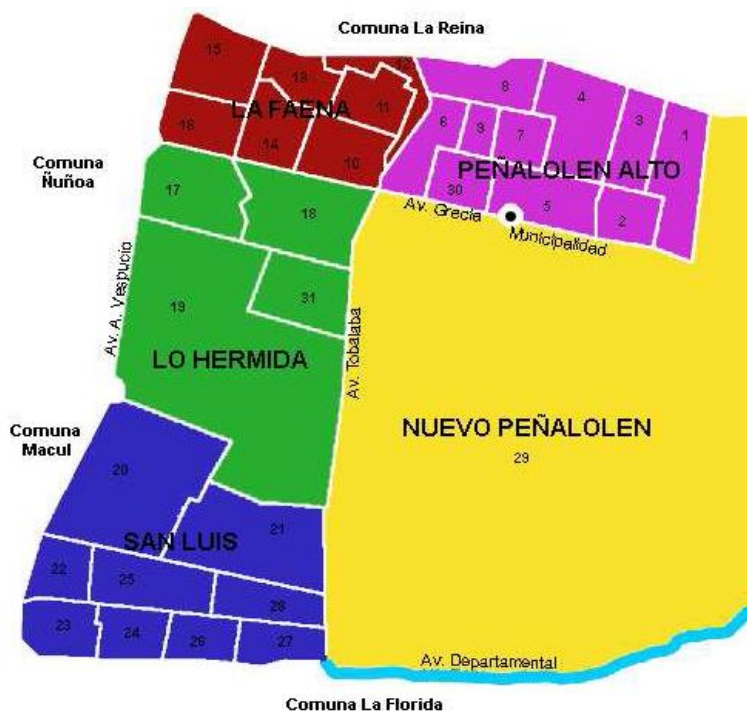 Comuna La Reina
15
13
12
8
4
3
1
11
LA FAENA
16
14
10
6
9
7
PEÑALOLEN ALTO
30
5
2
Av. Grecia
Municipalidad
Comuna
Ñuñoa
17
18
Av. A. Vespucio
19
31
LO HERMIDA
Av. Tobalaba
Comuna
Macul
NUEVO PEÑALOLEN
29
20
21
SAN LUIS
22
25
28
23
24
26
27
Av. Departamental
Comuna La Florida